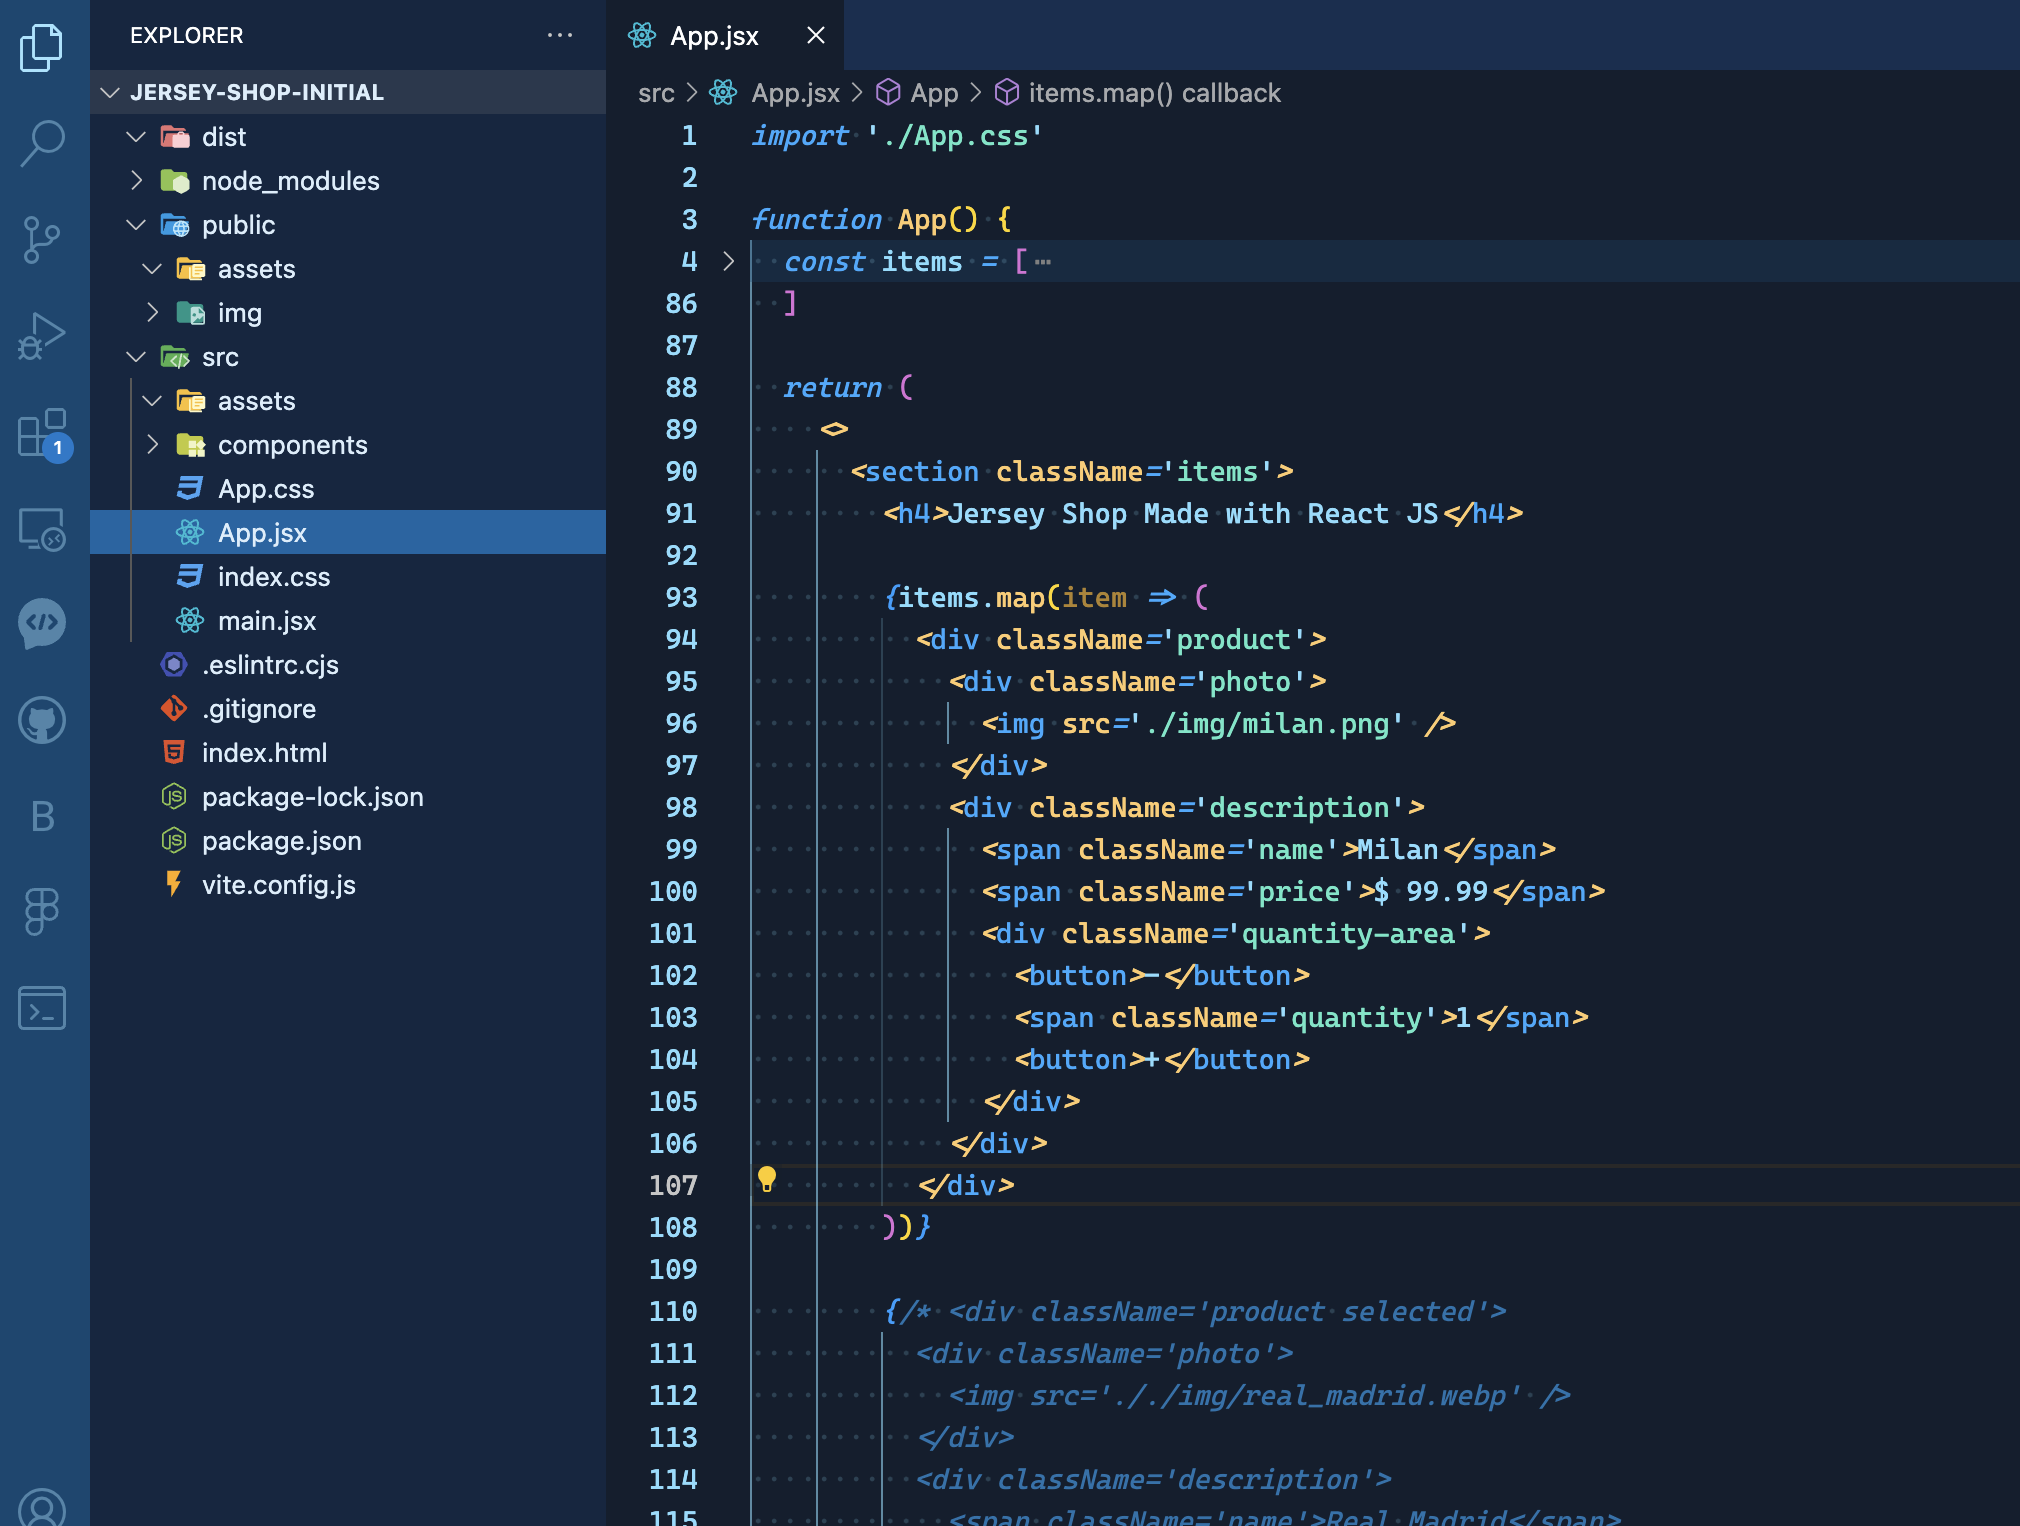 EXPLORER
JERSEY-SHOP-INITIAL
dist
node_modules
public
assets
img
src
assets
components
App.css
App.jsx
index.css
main.jsx
.eslintrc.cjs
.gitignore
index.html
package-lock.json
package.json
vite.config.js
1
B
App.jsx
src > App.jsx > App > items.map() callback
1 import './App.css'
2
3 function App() {
4 const items = [ ⋯
86 ]
87
88 return (
89 <>
90 <section className='items'>
91 <h4>Jersey Shop Made with React JS</h4>
92
93 {items.map(item => (
94 <div className='product'>
95 <div className='photo'>
96 <img src='./img/milan.png' />
97 </div>
98 <div className='description'>
99 <span className='name'>Milan</span>
100 <span className='price'>$ 99.99</span>
101 <div className='quantity-area'>
102 <button>-</button>
103 <span className='quantity'>1</span>
104 <button>+</button>
105 </div>
106 </div>
107 </div>
108 ))}
109
110 {/* <div className='product selected'>
111 <div className='photo'>
112 <img src='././img/real_madrid.webp' />
113 </div>
114 <div className='description'>
115 <span className='name'>Real Madrid</span>